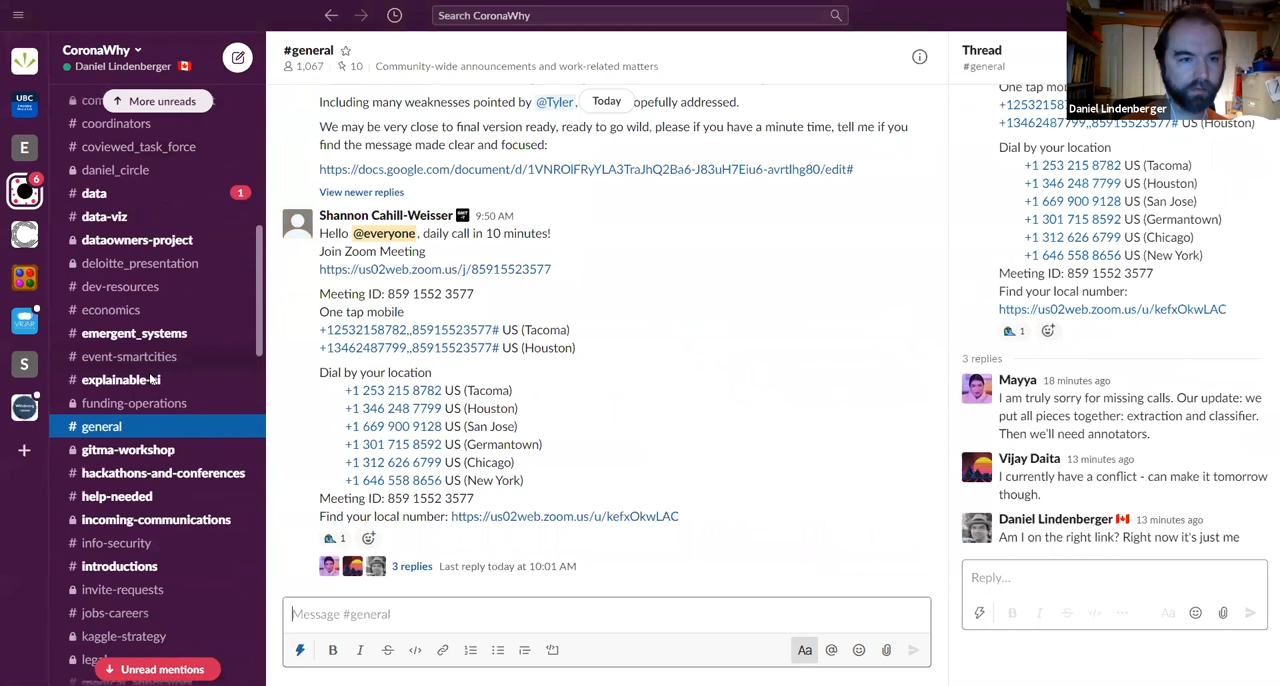 Search CoronaWhy
CoronaWhy
Daniel Lindenberger
UBC
E
6
S
More unreads
coordinators
coviewed_task_force
daniel_circle
# data 1
# data-viz
dataowners-project
deloitte_presentation
# dev-resources
# economics
# emergent_systems
# event-smartcities
# explainable-ai
funding-operations
# general
gitma-workshop
# hackathons-and-conferences
# help-needed
# incoming-communications
# info-security
# introductions
invite-requests
# jobs-careers
kaggle-strategy
Unread mentions
#general
1,067 10 Community-wide announcements and work-related matters
Today
Including many weaknesses pointed by @Tyler, hopefully addressed.
We may be very close to final version ready, ready to go wild, please if you have a minute time, tell me if you
find the message made clear and focused:
https://docs.google.com/document/d/1VNROlFRyYLA3TraJhQ2Ba6-J83uH7Eiu6-avrtlhg80/edit#
View newer replies
Shannon Cahill-Weisser 9:50 AM
Hello @everyone, daily call in 10 minutes!
Join Zoom Meeting
https://us02web.zoom.us/j/85915523577
Meeting ID: 859 1552 3577
One tap mobile
+12532158782,,85915523577# US (Tacoma)
+13462487799,,85915523577# US (Houston)
Dial by your location
+1 253 215 8782 US (Tacoma)
+1 346 248 7799 US (Houston)
+1 669 900 9128 US (San Jose)
+1 301 715 8592 US (Germantown)
+1 312 626 6799 US (Chicago)
+1 646 558 8656 US (New York)
Meeting ID: 859 1552 3577
Find your local number: https://us02web.zoom.us/u/kefxOkwLAC
1
3 replies Last reply today at 10:01 AM
Message #general
B I Aa @
Thread
#general
Daniel Lindenberger
One tap
+1253215
+13462487799,,85915523577# US (Houston)
Dial by your location
+1 253 215 8782 US (Tacoma)
+1 346 248 7799 US (Houston)
+1 669 900 9128 US (San Jose)
+1 301 715 8592 US (Germantown)
+1 312 626 6799 US (Chicago)
+1 646 558 8656 US (New York)
Meeting ID: 859 1552 3577
Find your local number:
https://us02web.zoom.us/u/kefxOkwLAC
1
3 replies
Mayya 18 minutes ago
I am truly sorry for missing calls. Our update: we
put all pieces together: extraction and classifier.
Then we'll need annotators.
Vijay Daita 13 minutes ago
I currently have a conflict - can make it tomorrow
though.
Daniel Lindenberger 13 minutes ago
Am I on the right link? Right now it's just me
Reply...
B I S Aa